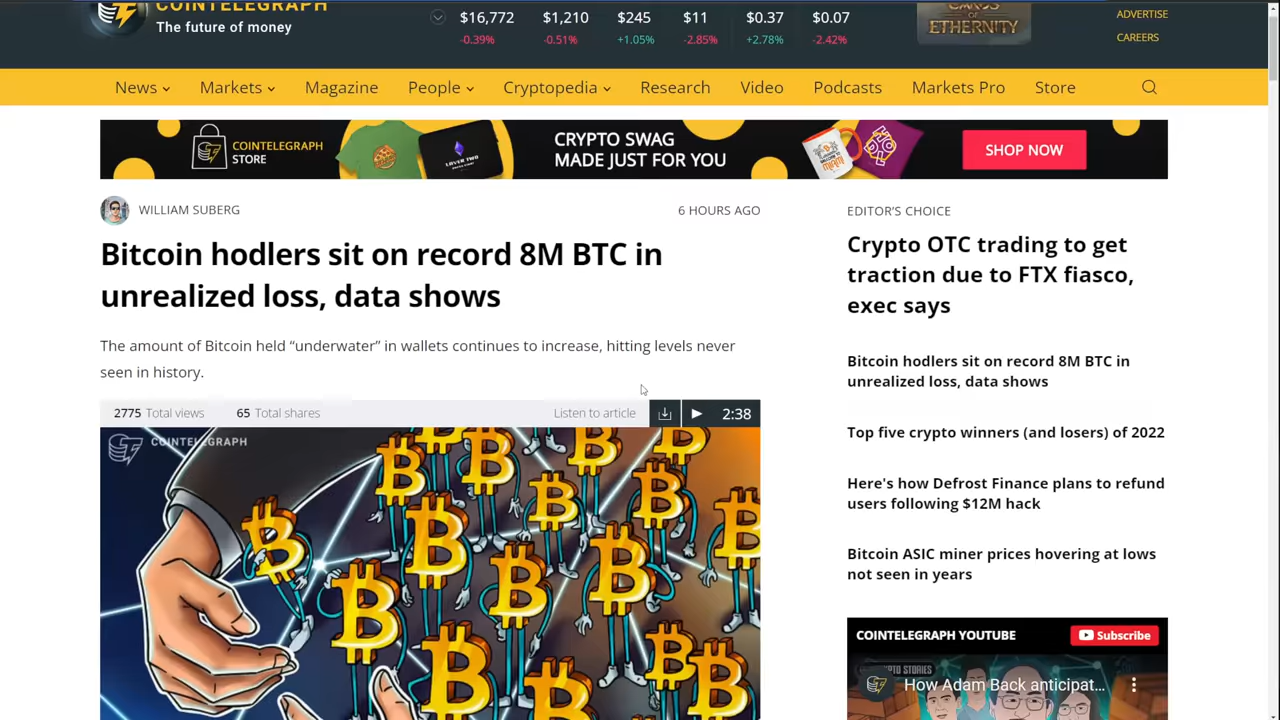 COINTELEGRAPH
The future of money
$16,772 $1,210 $245 $11 $0.37 $0.07
-0.39% -0.51% +1.05% -2.85% +2.78% -2.42%
CARDS OF
ETHERNITY
ADVERTISE
CAREERS
News Markets Magazine People Cryptopedia Research Video Podcasts Markets Pro Store
COINTELEGRAPH
STORE
LAYER TWO
CRYPTO SWAG
MADE JUST FOR YOU
SHOP NOW
WILLIAM SUBERG
6 HOURS AGO
Bitcoin hodlers sit on record 8M BTC in
unrealized loss, data shows
The amount of Bitcoin held “underwater” in wallets continues to increase, hitting levels never
seen in history.
2775 Total views 65 Total shares Listen to article 2:38
COINTELEGRAPH
EDITOR’S CHOICE
Crypto OTC trading to get
traction due to FTX fiasco,
exec says
Bitcoin hodlers sit on record 8M BTC in
unrealized loss, data shows
Top five crypto winners (and losers) of 2022
Here's how Defrost Finance plans to refund
users following $12M hack
Bitcoin ASIC miner prices hovering at lows
not seen in years
COINTELEGRAPH YOUTUBE
Subscribe
CRYPTO STORIES
How Adam Back anticipat...